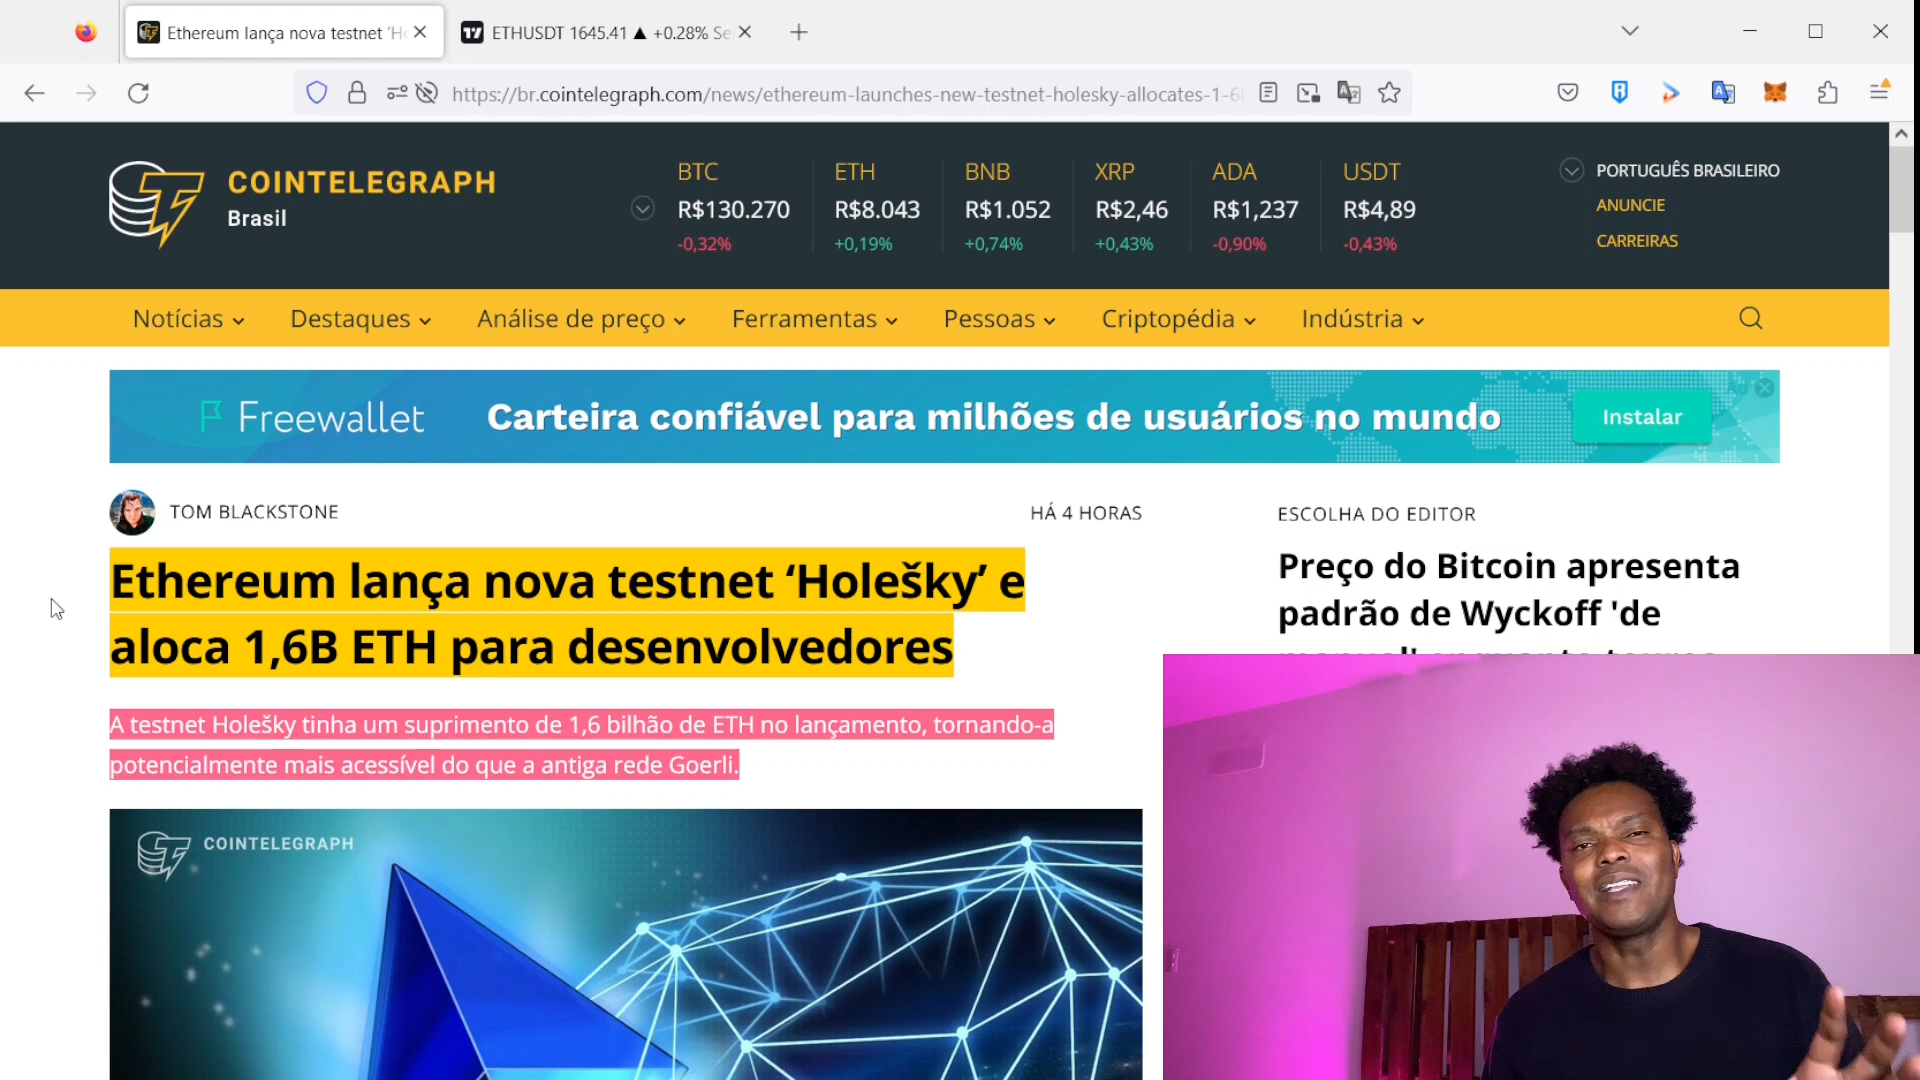 Ethereum lança nova testnet ‘Ho
ETHUSDT 1645.41 ▲ +0.28% Se
https://br.cointelegraph.com/news/ethereum-launches-new-testnet-holesky-allocates-1-6
COINTELEGRAPH
Brasil
BTC
R$130.270
-0,32%
ETH
R$8.043
+0,19%
BNB
R$1.052
+0,74%
XRP
R$2,46
+0,43%
ADA
R$1,237
-0,90%
USDT
R$4,89
-0,43%
PORTUGUÊS BRASILEIRO
ANUNCIE
CARREIRAS
Notícias
Destaques
Análise de preço
Ferramentas
Pessoas
Criptopédia
Indústria
Freewallet
Carteira confiável para milhões de usuários no mundo
Instalar
TOM BLACKSTONE
HÁ 4 HORAS
Ethereum lança nova testnet ‘Holešky’ e
aloca 1,6B ETH para desenvolvedores
A testnet Holešky tinha um suprimento de 1,6 bilhão de ETH no lançamento, tornando-a
potencialmente mais acessível do que a antiga rede Goerli.
COINTELEGRAPH
ESCOLHA DO EDITOR
Preço do Bitcoin apresenta
padrão de Wyckoff 'de